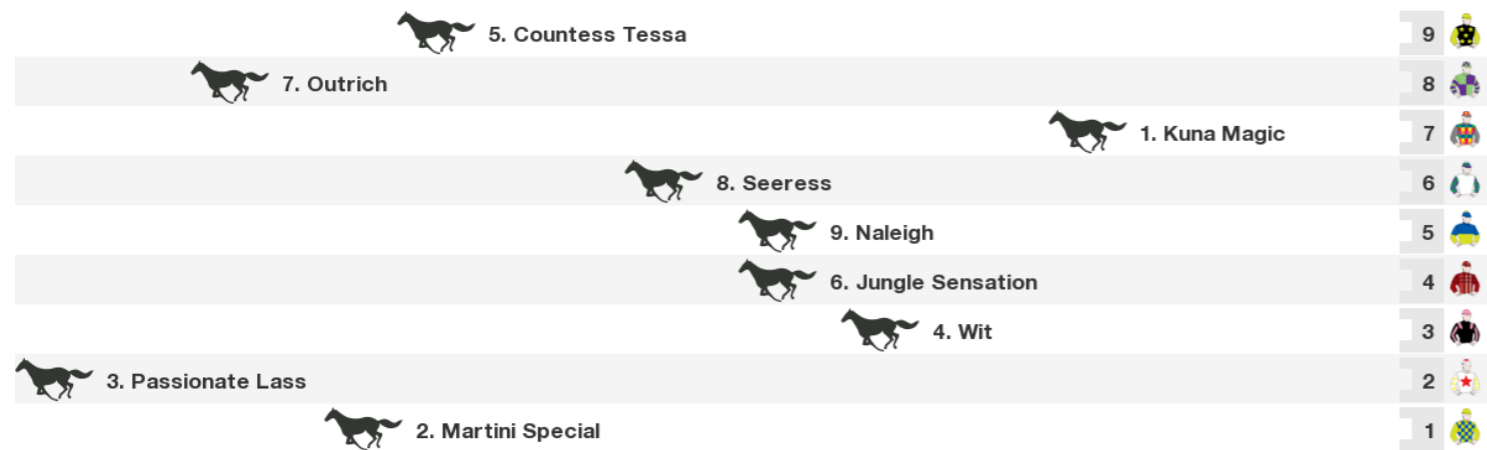 5. Countess Tessa 9
7. Outrich 8
1. Kuna Magic 7
8. Seeress 6
9. Naleigh 5
6. Jungle Sensation 4
4. Wit 3
3. Passionate Lass 2
2. Martini Special 1